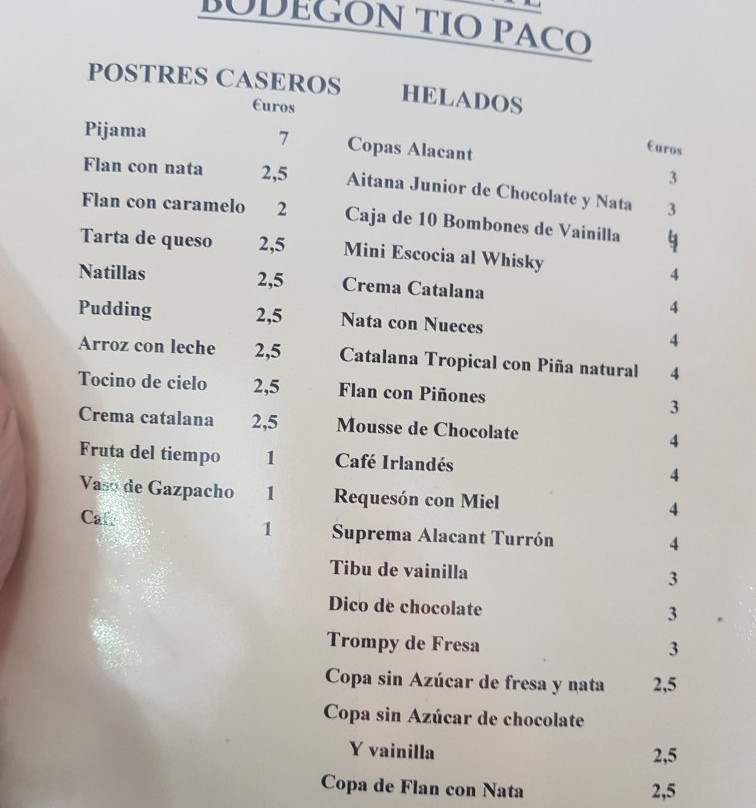 BODEGON TIO PACO
POSTRES CASEROS
€uros
Pijama 7
Flan con nata 2,5
Flan con caramelo 2
Tarta de queso 2,5
Natillas 2,5
Pudding 2,5
Arroz con leche 2,5
Tocino de cielo 2,5
Crema catalana 2,5
Fruta del tiempo 1
Vaso de Gazpacho 1
Café 1
HELADOS
€uros
Copas Alacant 3
Aitana Junior de Chocolate y Nata 3
Caja de 10 Bombones de Vainilla 4
Mini Escocia al Whisky 4
Crema Catalana 4
Nata con Nueces 4
Catalana Tropical con Piña natural 4
Flan con Piñones 3
Mousse de Chocolate 4
Café Irlandés 4
Requesón con Miel 4
Suprema Alacant Turrón 4
Tibu de vainilla 3
Dico de chocolate 3
Trompy de Fresa 3
Copa sin Azúcar de fresa y nata 2,5
Copa sin Azúcar de chocolate
Y vainilla 2,5
Copa de Flan con Nata 2,5